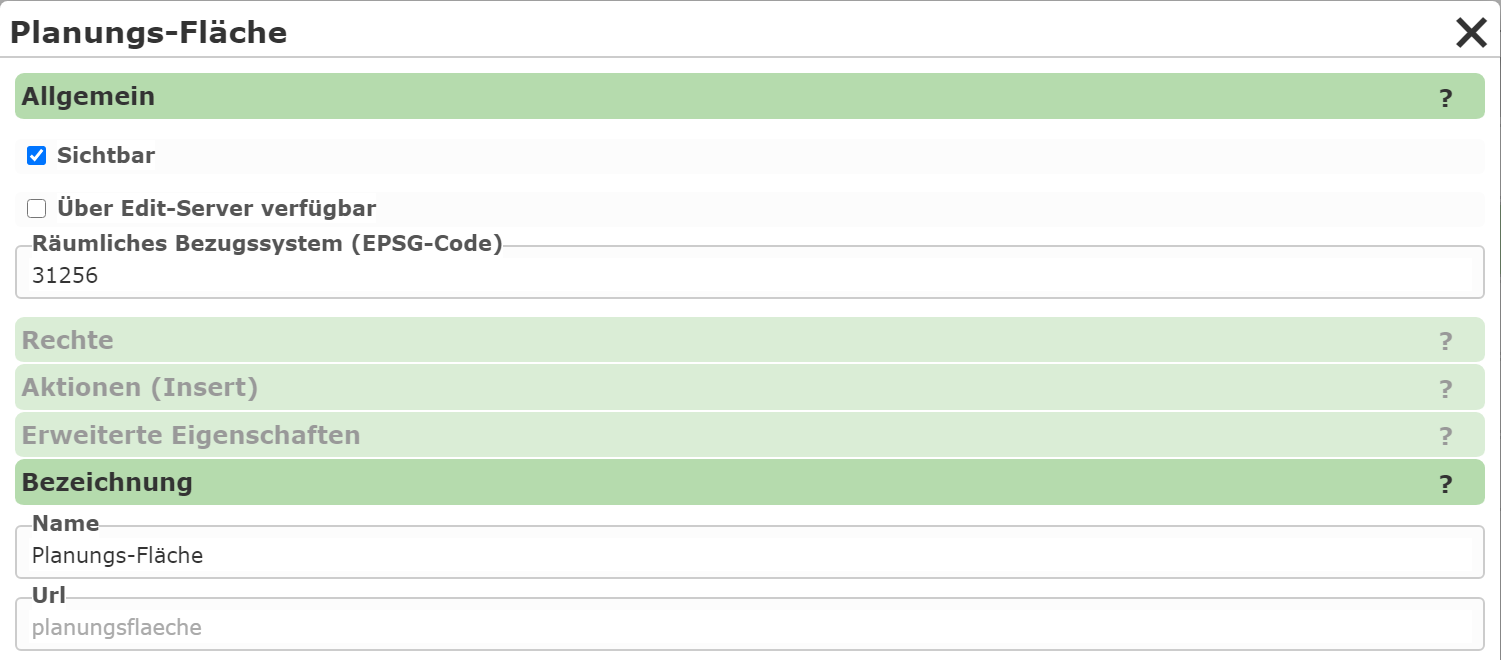 Planungs-Fläche
Allgemein ?
Sichtbar
Über Edit-Server verfügbar
Räumliches Bezugssystem (EPSG-Code)
31256
Rechte ?
Aktionen (Insert) ?
Erweiterte Eigenschaften ?
Bezeichnung ?
Name
Planungs-Fläche
Url
planungsflaeche